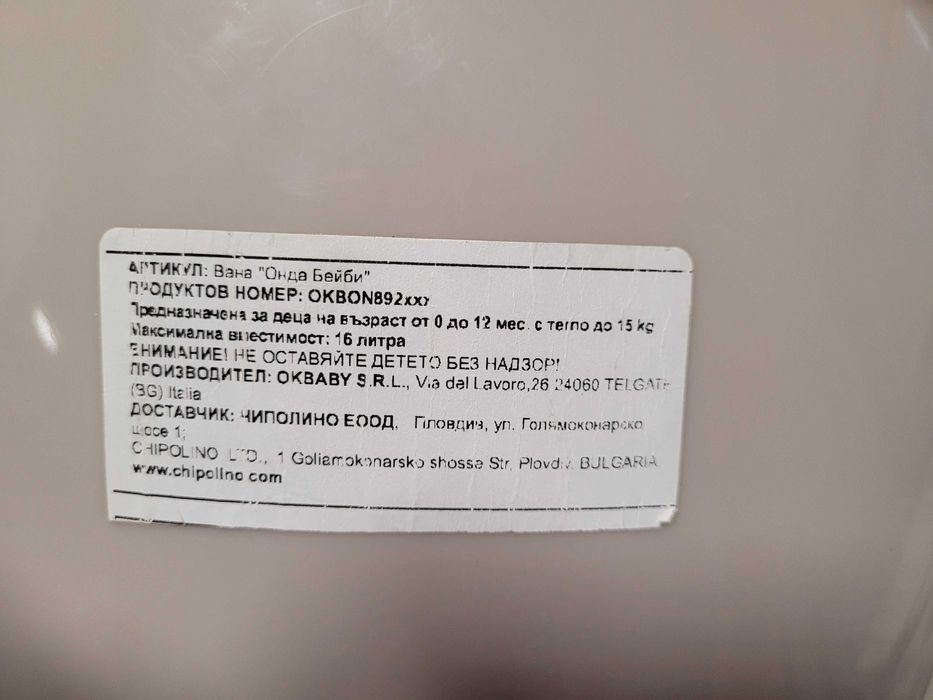 АРТИКУЛ: Вана "Онда Бейби"
ПРОДУКТОВ НОМЕР: OKBON892xxx
Предназначена за деца на възраст от 0 до 12 мес. с тегло до 15 kg
Максимална вместимост: 16 литра
ВНИМАНИЕ! НЕ ОСТАВЯЙТЕ ДЕТЕТО БЕЗ НАДЗОР!
ПРОИЗВОДИТЕЛ: OKBABY S.R.L., Via del Lavoro,26 24060 TELGATE
(BG) Italia
ДОСТАВЧИК: ЧИПОЛИНО ЕООД, Пловдив, ул. Голямоконарско
шосе 1;
CHIPOLINO LTD., 1 Goliamokonarsko shosse Str, Plovdiv, BULGARIA
www.chipolino.com